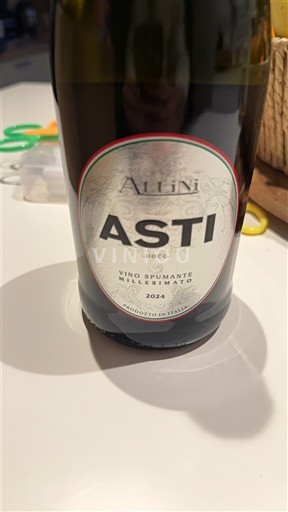 ALLiNi
ASTI
DOCG
VINO SPUMANTE
MILLESIMATO
2024
PRODOTTO IN ITALIA